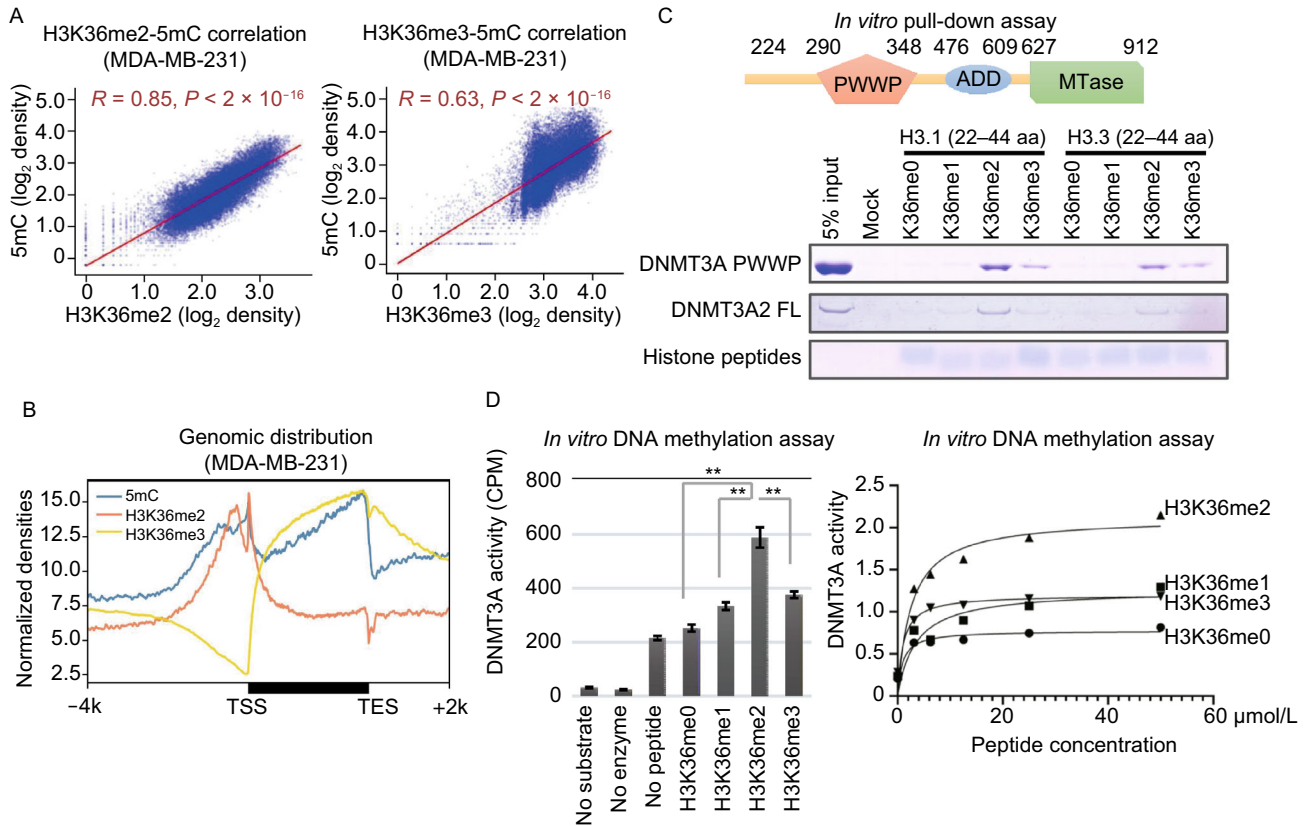 A
H3K36me2-5mC correlation
(MDA-MB-231)
R = 0.85, P < 2 × 10⁻¹⁶
5mC (log₂ density)
5.0
4.0
3.0
2.0
1.0
0
0 1.0 2.0 3.0
H3K36me2 (log₂ density)
H3K36me3-5mC correlation
(MDA-MB-231)
R = 0.63, P < 2 × 10⁻¹⁶
5mC (log₂ density)
5.0
4.0
3.0
2.0
1.0
0
0 1.0 2.0 3.0 4.0
H3K36me3 (log₂ density)
B
Genomic distribution
(MDA-MB-231)
Normalized densities
15.0
12.5
10.0
7.5
5.0
2.5
5mC
H3K36me2
H3K36me3
−4k TSS TES +2k
C
In vitro pull-down assay
224 290 348 476 609 627 912
PWWP ADD MTase
H3.1 (22–44 aa) H3.3 (22–44 aa)
5% input
Mock
K36me0
K36me1
K36me2
K36me3
K36me0
K36me1
K36me2
K36me3
DNMT3A PWWP
DNMT3A2 FL
Histone peptides
D
In vitro DNA methylation assay
DNMT3A activity (CPM)
800
600
400
200
0
**
** **
No substrate
No enzyme
No peptide
H3K36me0
H3K36me1
H3K36me2
H3K36me3
In vitro DNA methylation assay
DNMT3A activity
2.5
2.0
1.5
1.0
0.5
0
H3K36me2
H3K36me1
H3K36me3
H3K36me0
0 20 40 60 μmol/L
Peptide concentration